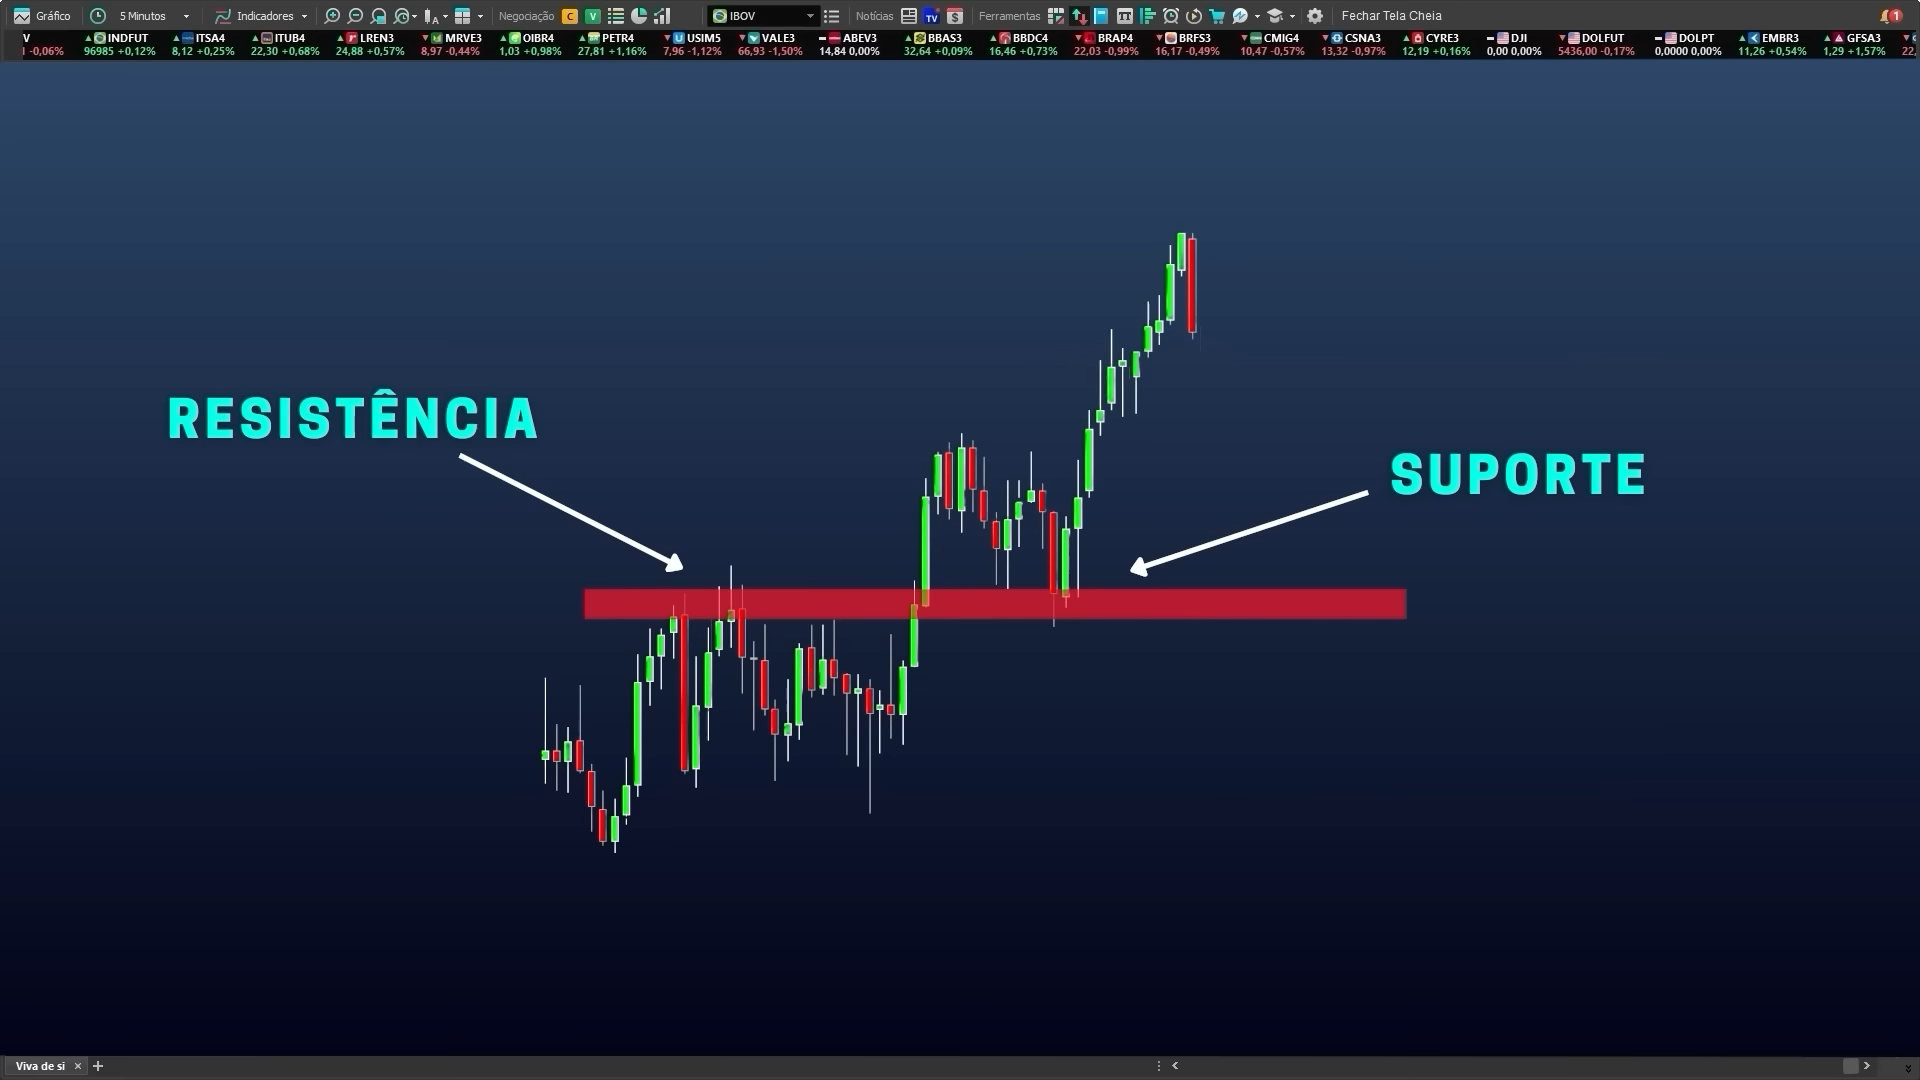 Gráfico 5 Minutos Indicadores Negociação C V IBOV Notícias TV $ Ferramentas TT Fechar Tela Cheia 1
V INDFUT ITSA4 ITUB4 LREN3 MRVE3 OIBR4 PETR4 USIM5 VALE3 ABEV3 BBAS3 BBDC4 BRAP4 BRFS3 CMIG4 CSNA3 CYRE3 DJI DOLFUT DOLPT EMBR3 GFSA3
-0,06% 96985 +0,12% 8,12 +0,25% 22,30 +0,68% 24,88 +0,57% 8,97 -0,44% 1,03 +0,98% 27,81 +1,16% 7,96 -1,12% 66,93 -1,50% 14,84 0,00% 32,64 +0,09% 16,46 +0,73% 22,03 -0,99% 16,17 -0,49% 10,47 -0,57% 13,32 -0,97% 12,19 +0,16% 0,00 0,00% 5436,00 -0,17% 0,0000 0,00% 11,26 +0,54% 1,29 +1,57% 22,
RESISTÊNCIA
SUPORTE
Viva de si